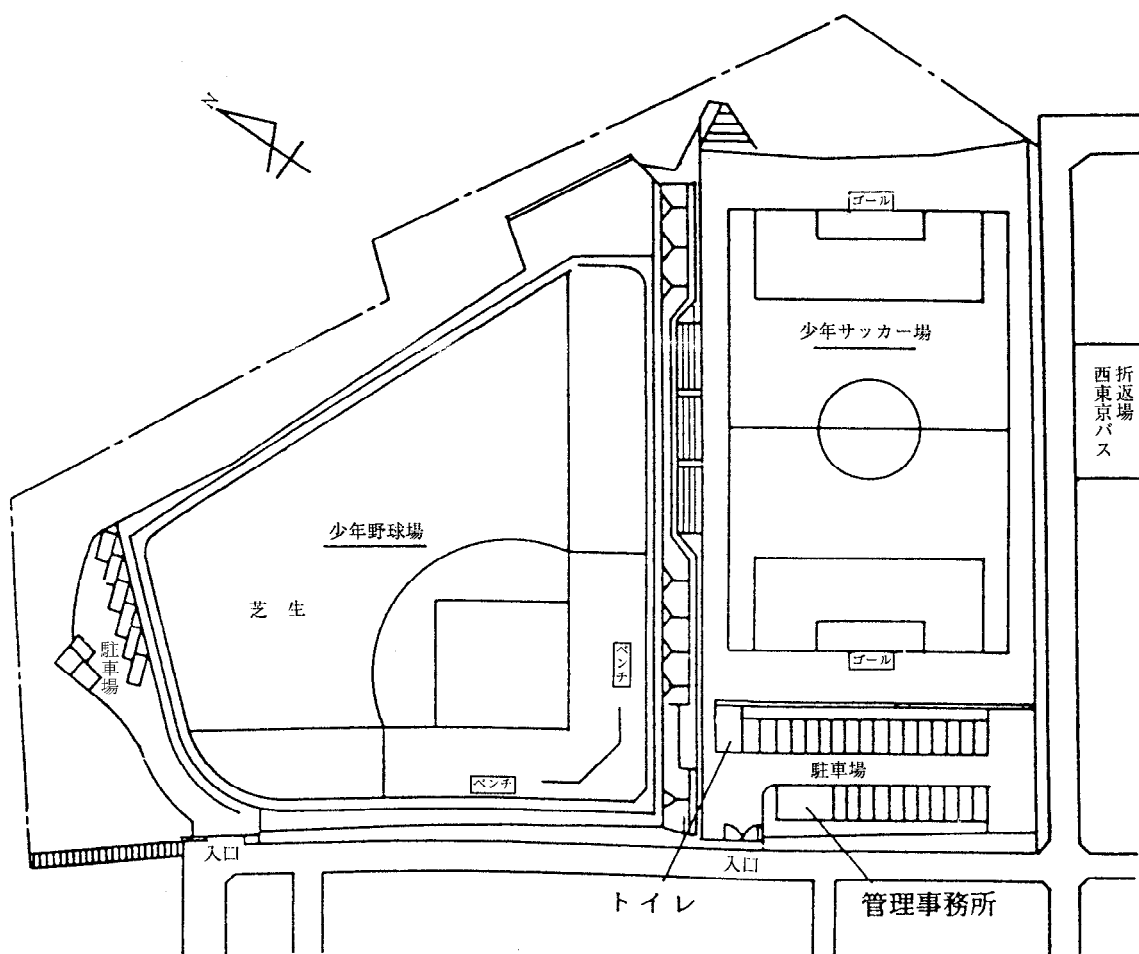 N
ゴール
少年サッカー場
西東京バス
折返場
少年野球場
芝生
ベンチ
駐車場
ゴール
ベンチ
駐車場
入口
入口
トイレ
管理事務所